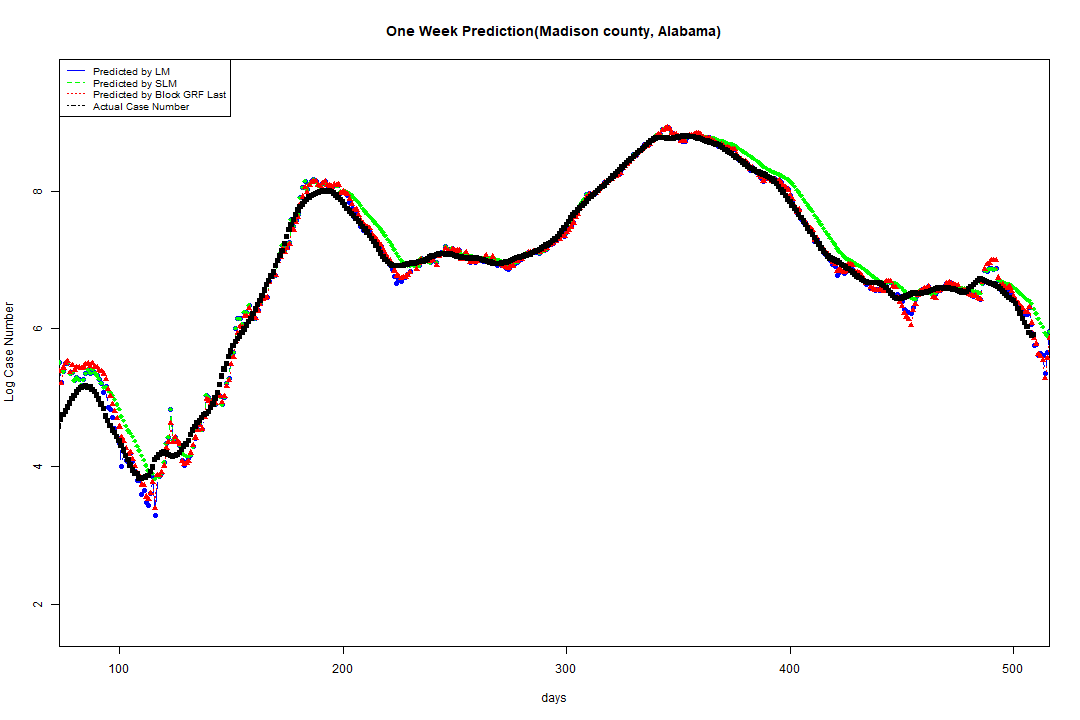 One Week Prediction(Madison county, Alabama)
Predicted by LM
Predicted by SLM
Predicted by Block GRF Last
Actual Case Number
Log Case Number
8
6
4
2
100 200 300 400 500
days